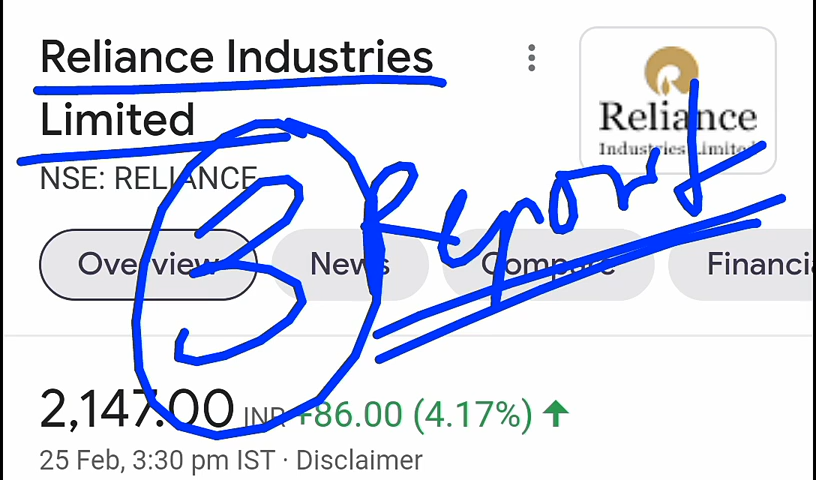 Reliance Industries
Limited
NSE: RELIANCE
Reliance
Industries Limited
3 Report
Overview
News
Compare
Financi
2,147.00 INR +86.00 (4.17%) ↑
25 Feb, 3:30 pm IST · Disclaimer